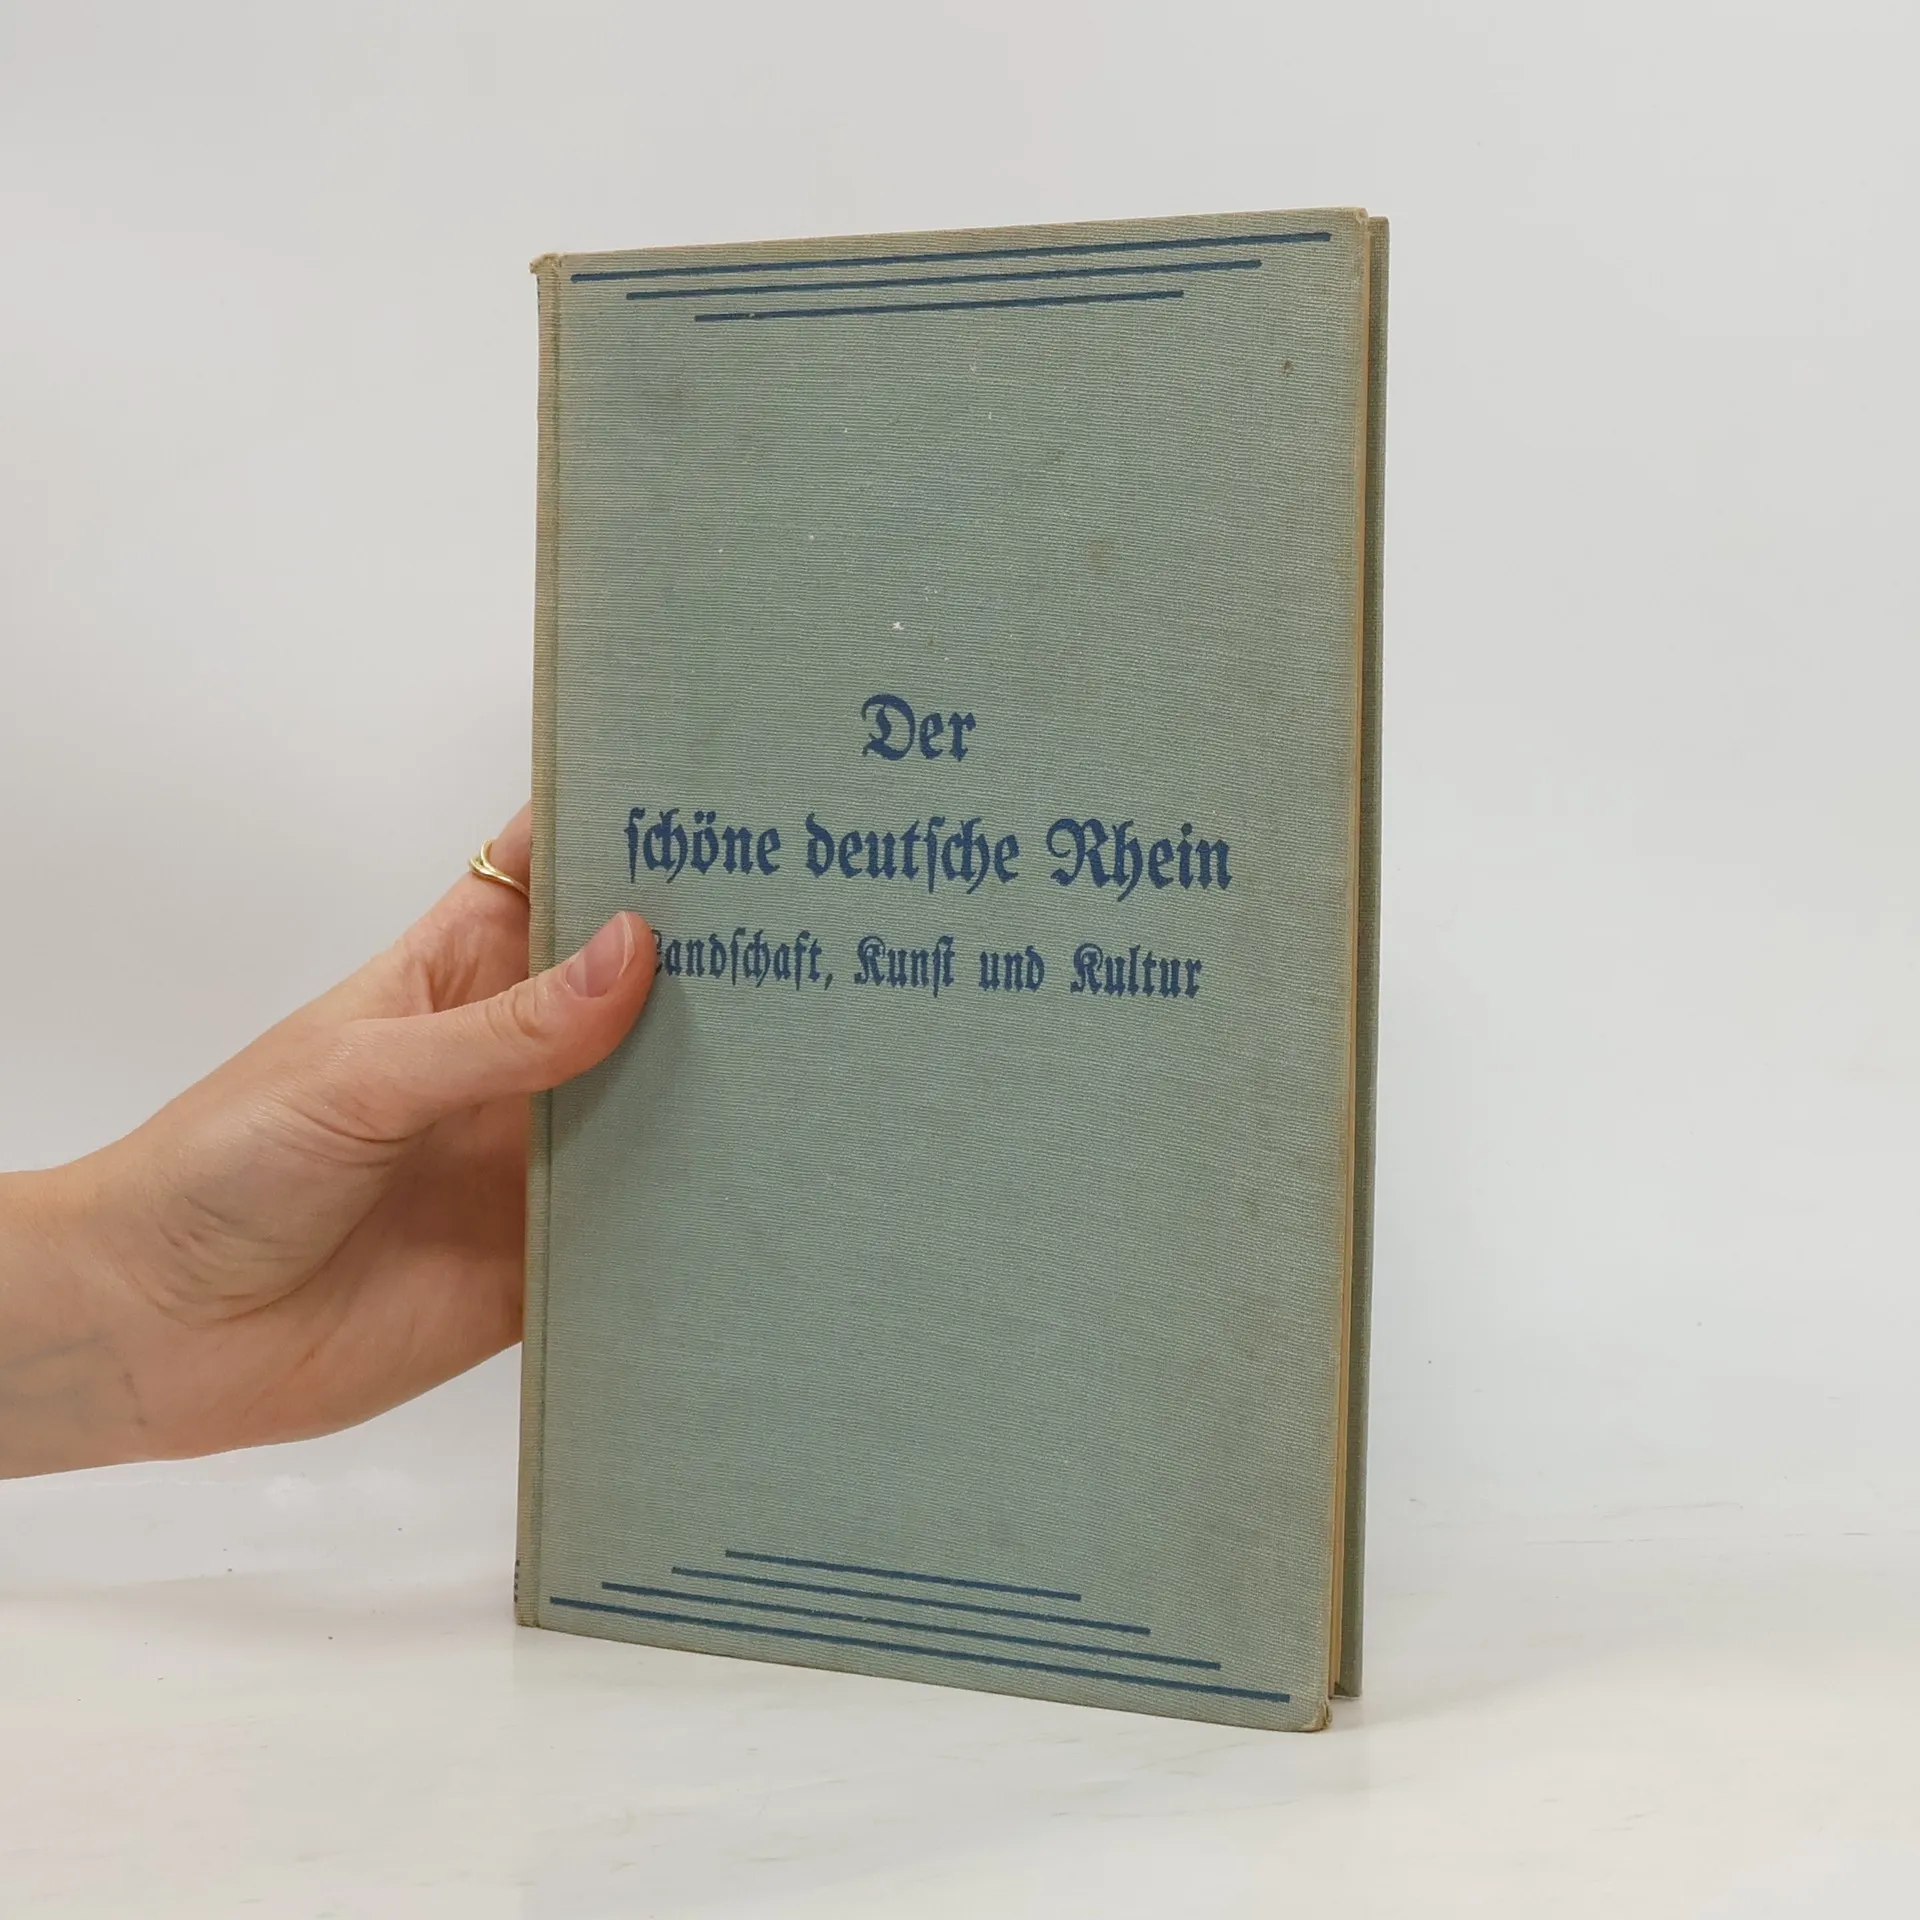 Der
ſchöne deutſche Rhein
Landſchaft, Kunſt und Kultur